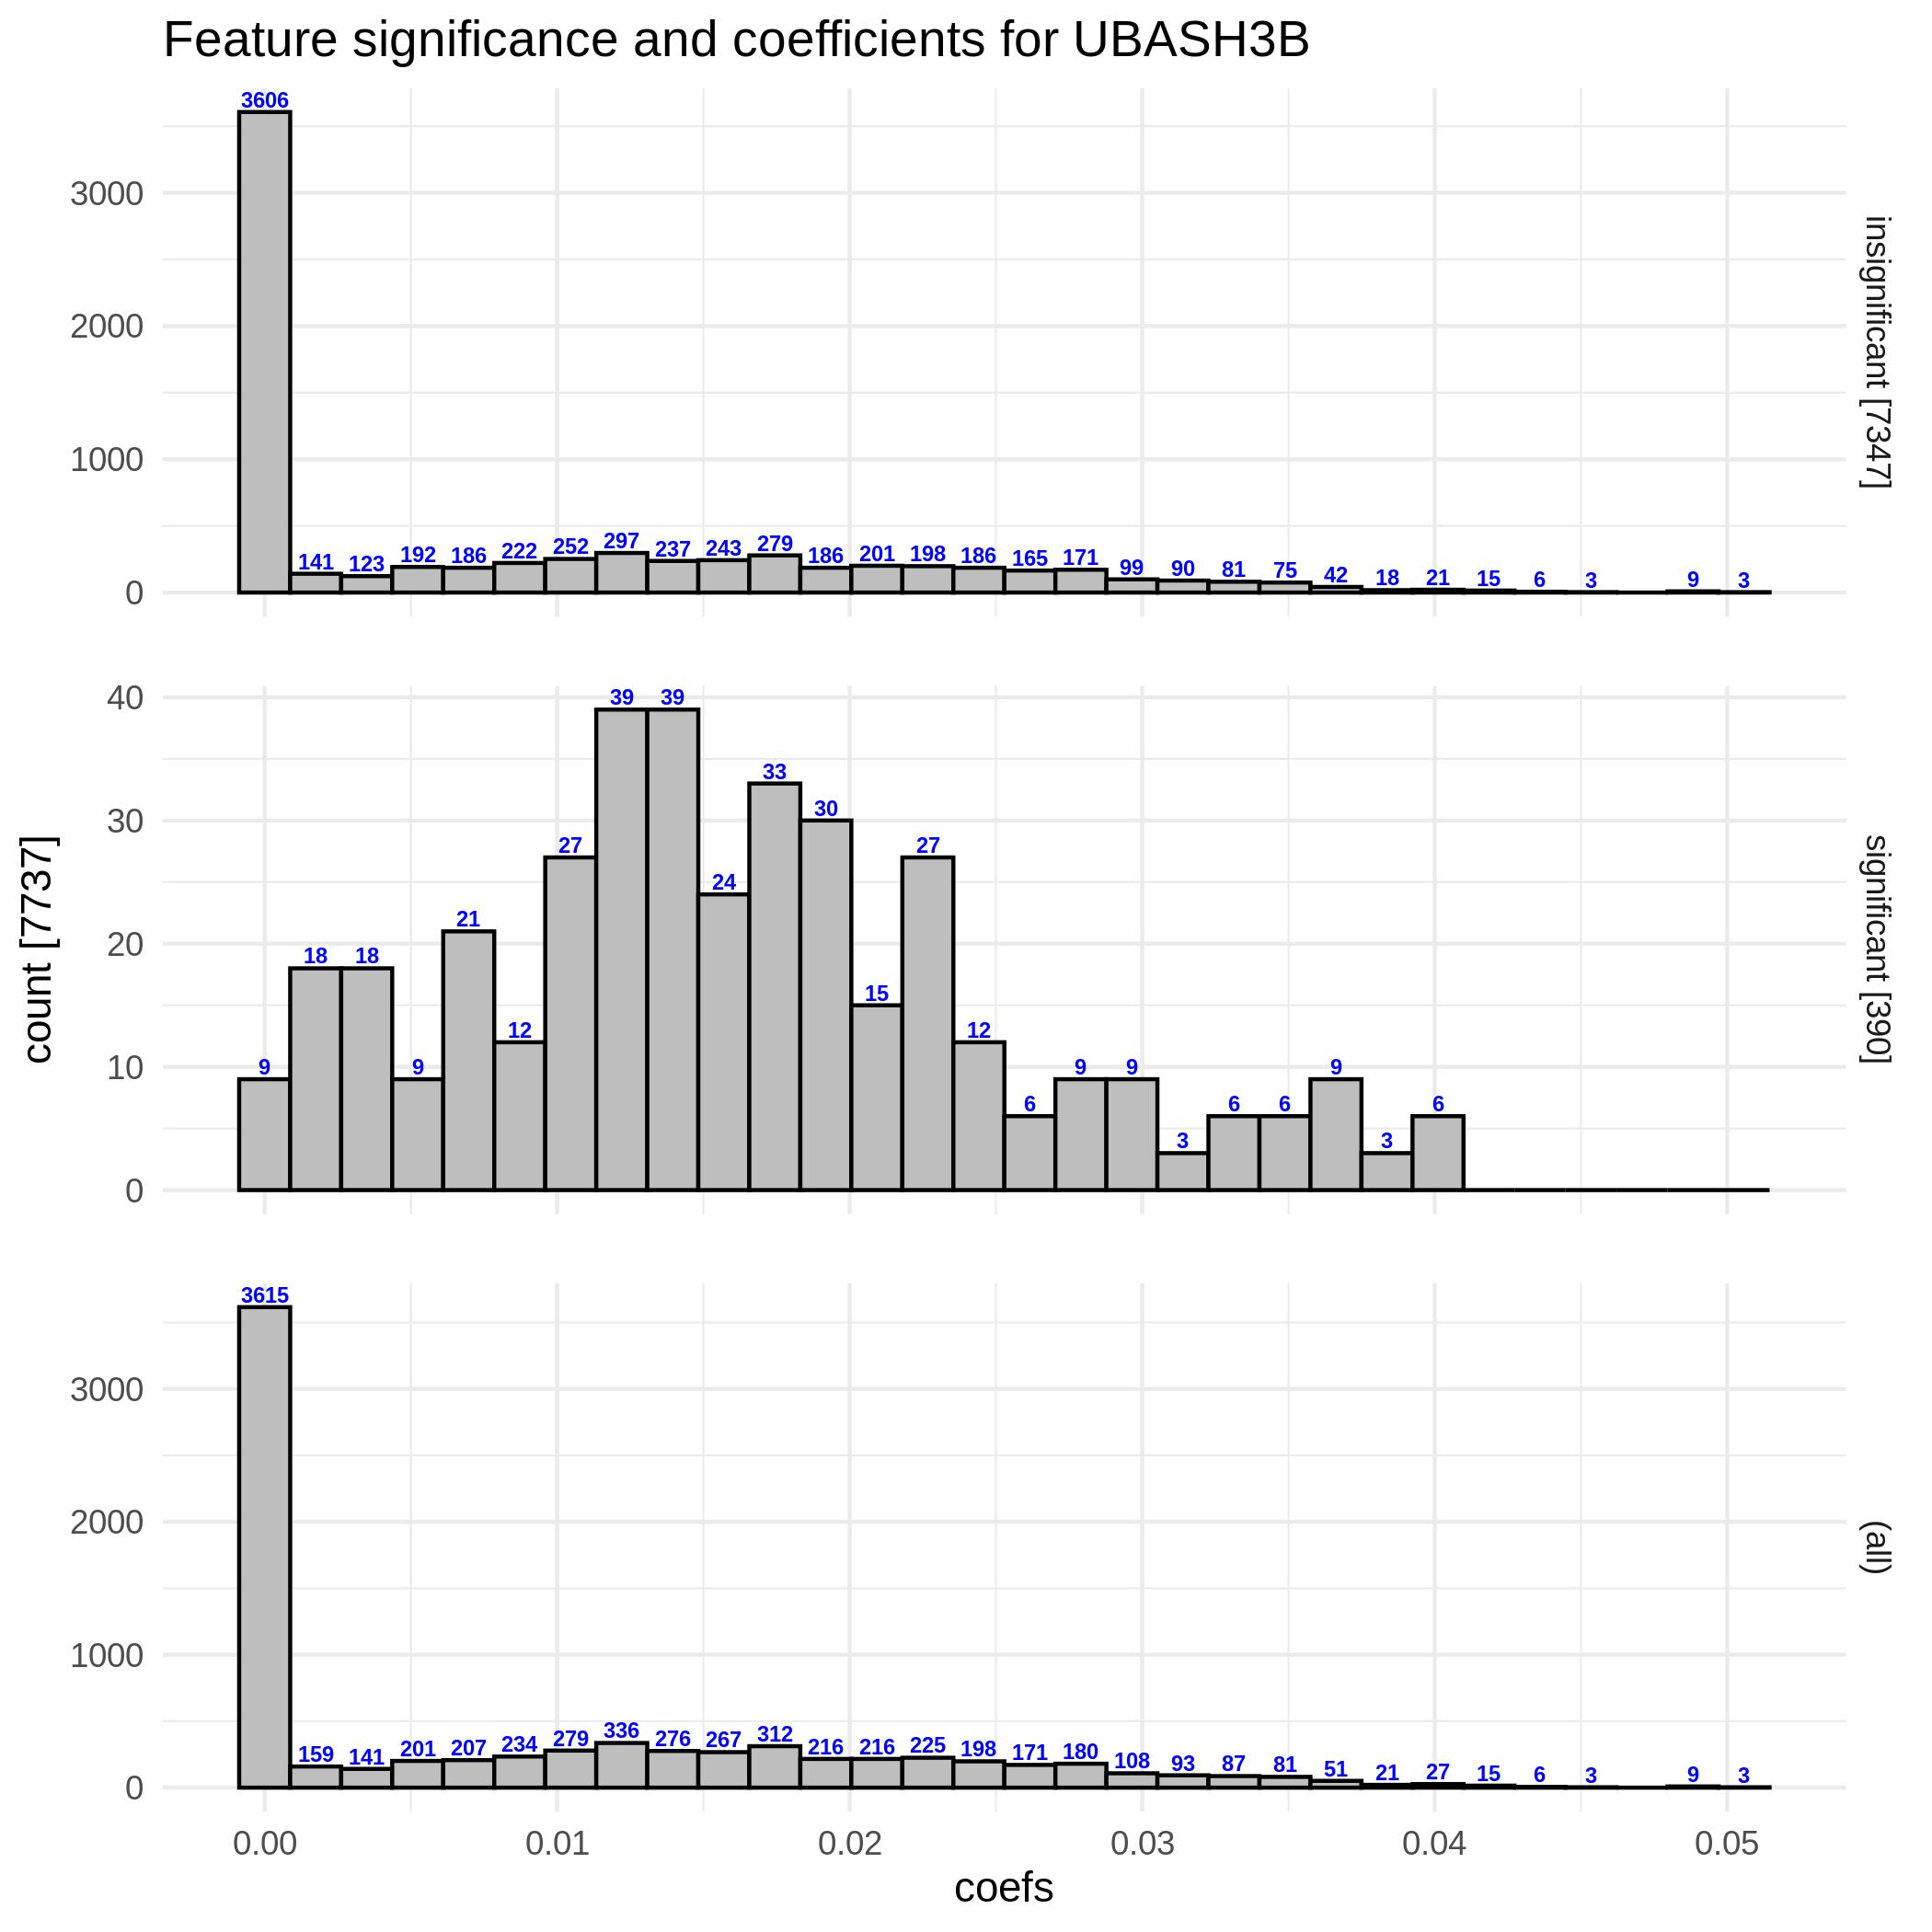 Feature significance and coefficients for UBASH3B
3606
3000
2000
1000
0
141 123 192 186 222 252 297 237 243 279 186 201 198 186 165 171 99 90 81 75 42 18 21 15 6 3 9 3
insignificant [7347]
count [7737]
40
30
20
10
0
9 18 18 9 21 12 27 39 39 24 33 30 15 27 12 6 9 9 3 6 6 9 3 6
significant [390]
3615
3000
2000
1000
0
159 141 201 207 234 279 336 276 267 312 216 216 225 198 171 180 108 93 87 81 51 21 27 15 6 3 9 3
(all)
0.00 0.01 0.02 0.03 0.04 0.05
coefs